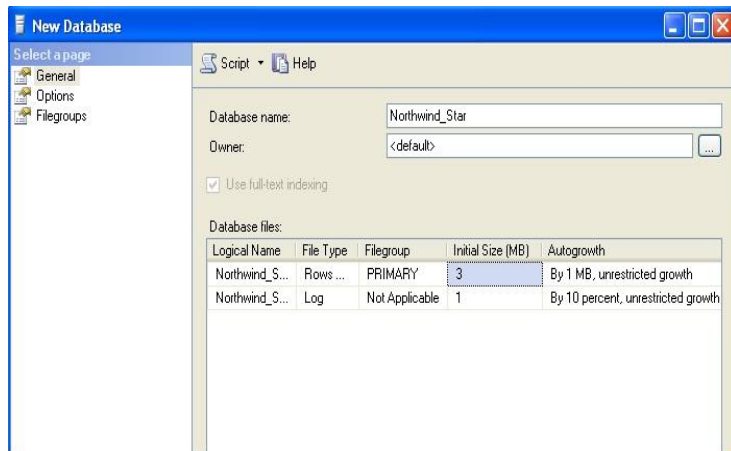 New Database
Select a page
General
Options
Filegroups
Script Help
Database name: Northwind_Star
Owner: <default> ...
Use full-text indexing
Database files:
Logical Name File Type Filegroup Initial Size (MB) Autogrowth
Northwind_S... Rows ... PRIMARY 3 By 1 MB, unrestricted growth
Northwind_S... Log Not Applicable 1 By 10 percent, unrestricted growth